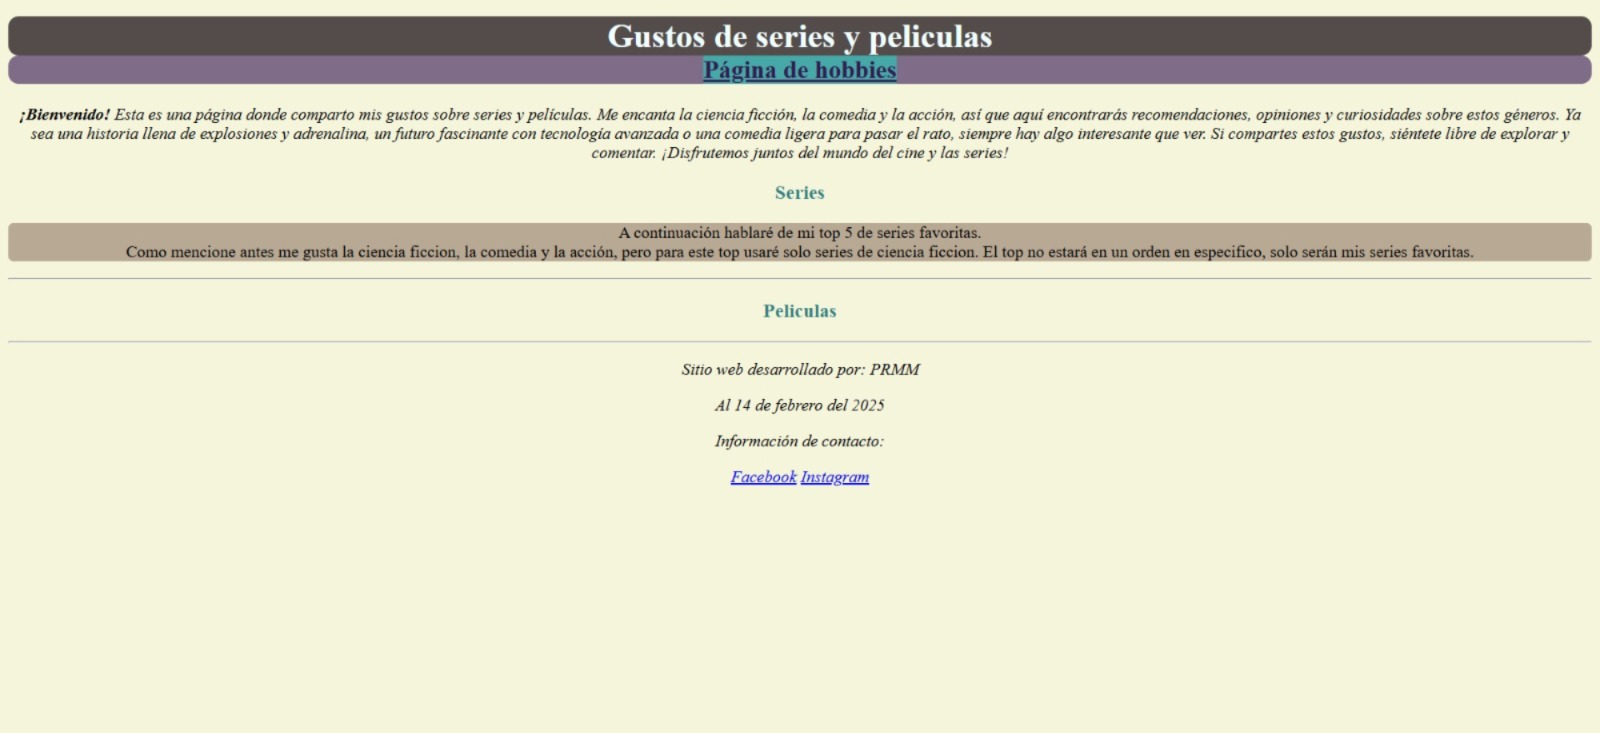 Gustos de series y peliculas
Página de hobbies
¡Bienvenido! Esta es una página donde comparto mis gustos sobre series y películas. Me encanta la ciencia ficción, la comedia y la acción, así que aquí encontrarás recomendaciones, opiniones y curiosidades sobre estos géneros. Ya
sea una historia llena de explosiones y adrenalina, un futuro fascinante con tecnología avanzada o una comedia ligera para pasar el rato, siempre hay algo interesante que ver. Si compartes estos gustos, siéntete libre de explorar y
comentar. ¡Disfrutemos juntos del mundo del cine y las series!
Series
A continuación hablaré de mi top 5 de series favoritas.
Como mencione antes me gusta la ciencia ficcion, la comedia y la acción, pero para este top usaré solo series de ciencia ficcion. El top no estará en un orden en especifico, solo serán mis series favoritas.
Peliculas
Sitio web desarrollado por: PRMM
Al 14 de febrero del 2025
Información de contacto:
Facebook Instagram